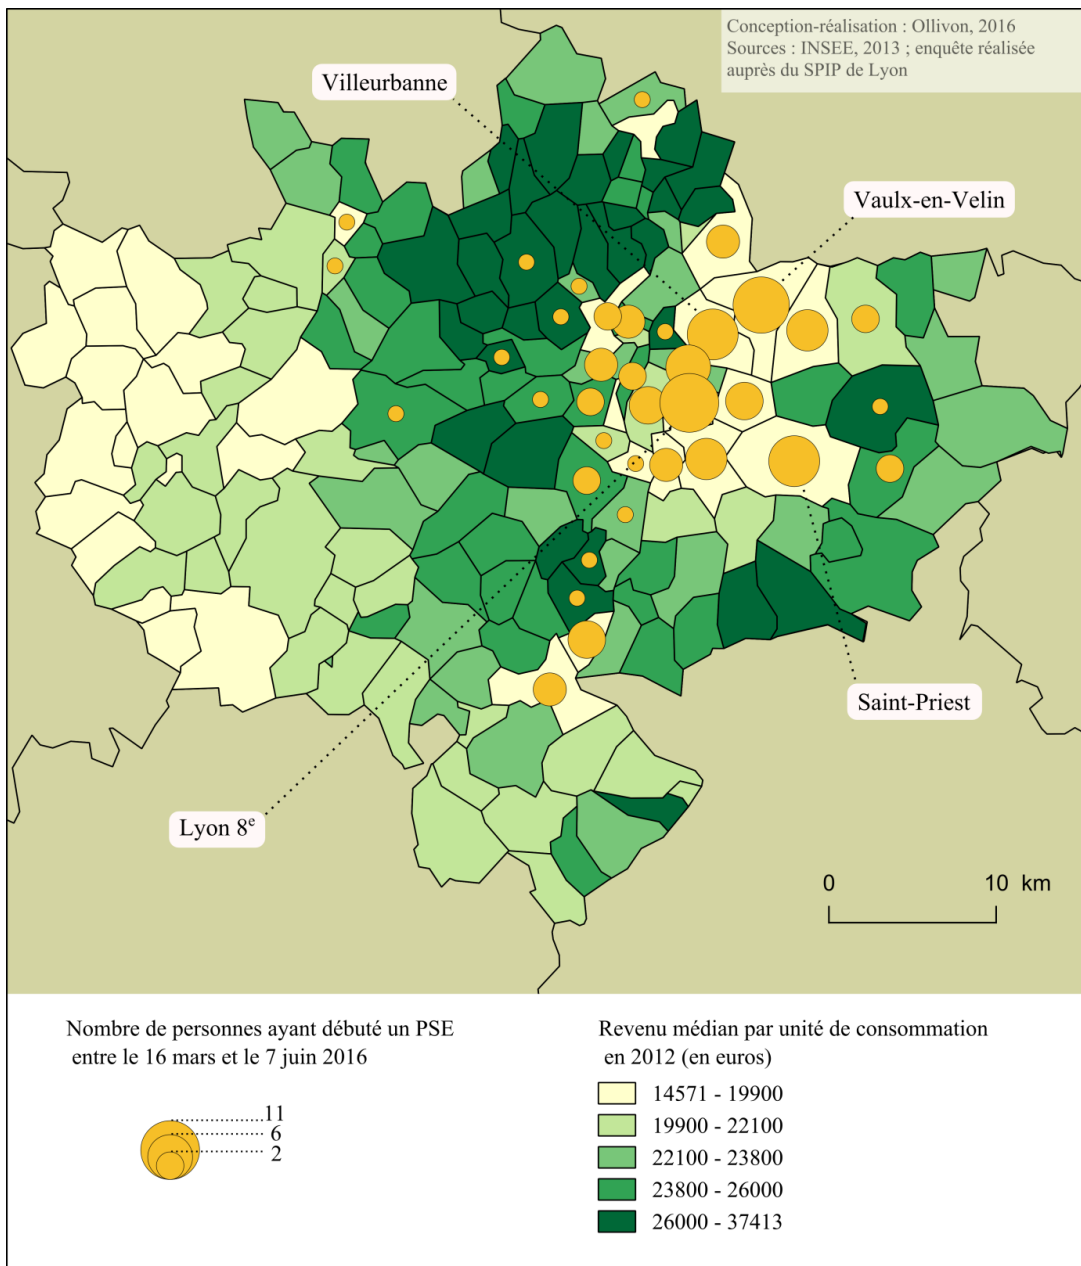 Conception-réalisation : Ollivon, 2016
Sources : INSEE, 2013 ; enquête réalisée
auprès du SPIP de Lyon
Villeurbanne
Vaulx-en-Velin
Saint-Priest
Lyon 8e
0 10 km
Nombre de personnes ayant débuté un PSE
entre le 16 mars et le 7 juin 2016
11
6
2
Revenu médian par unité de consommation
en 2012 (en euros)
14571 - 19900
19900 - 22100
22100 - 23800
23800 - 26000
26000 - 37413